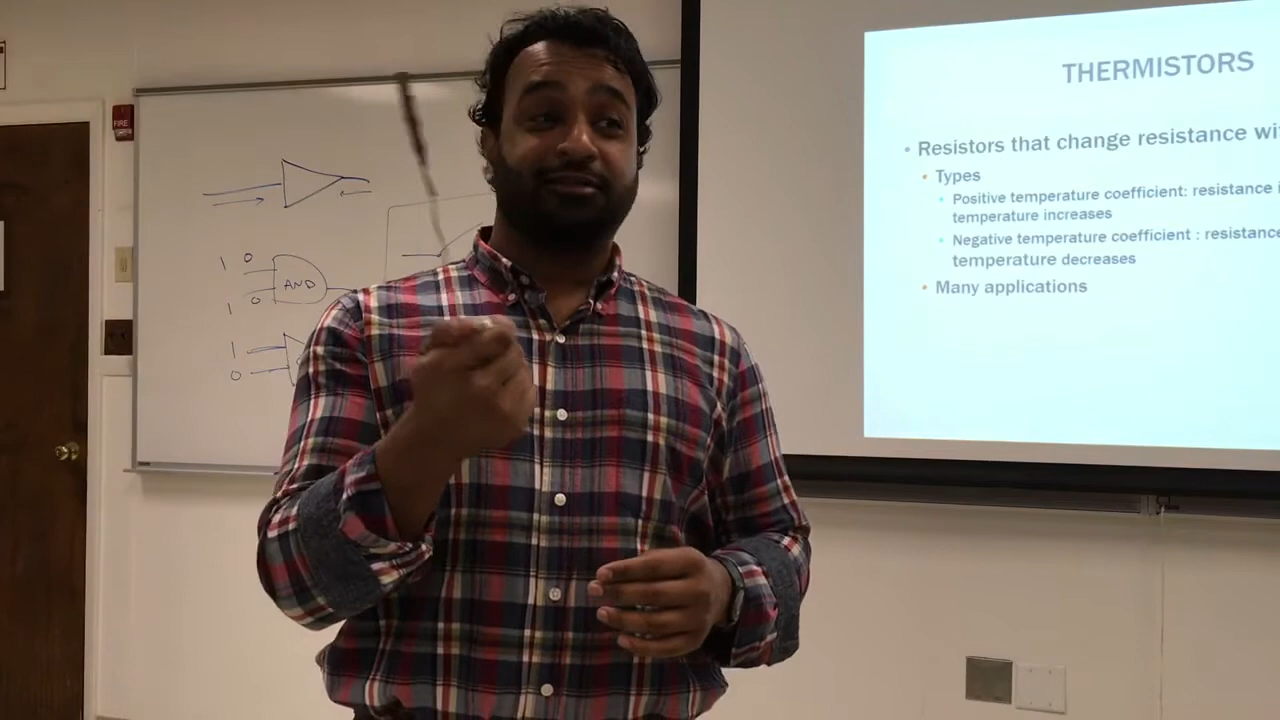 FIRE
1 0
AND
1 0
1
0
THERMISTORS
• Resistors that change resistance
• Types
• Positive temperature coefficient: resistance
temperature increases
• Negative temperature coefficient : resistance
temperature decreases
• Many applications